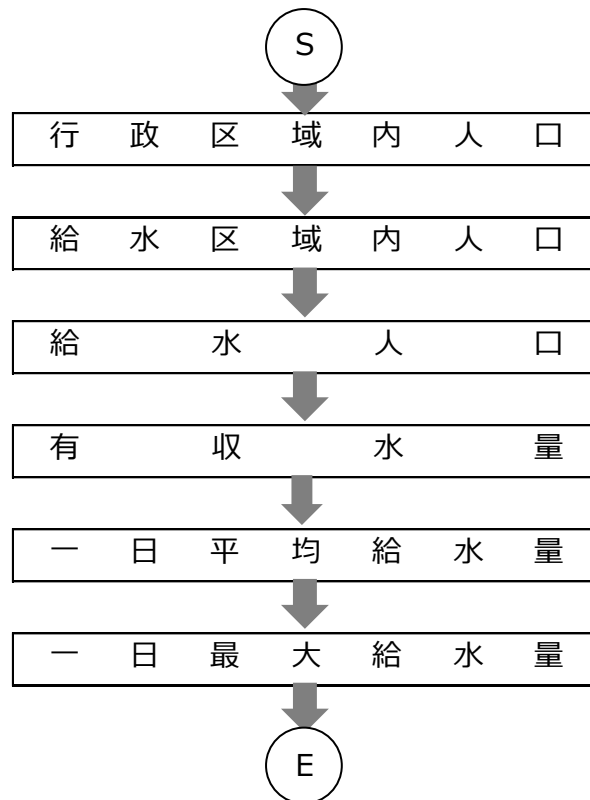 S
行政区域内人口
給水区域内人口
給水人口
有収水量
一日平均給水量
一日最大給水量
E